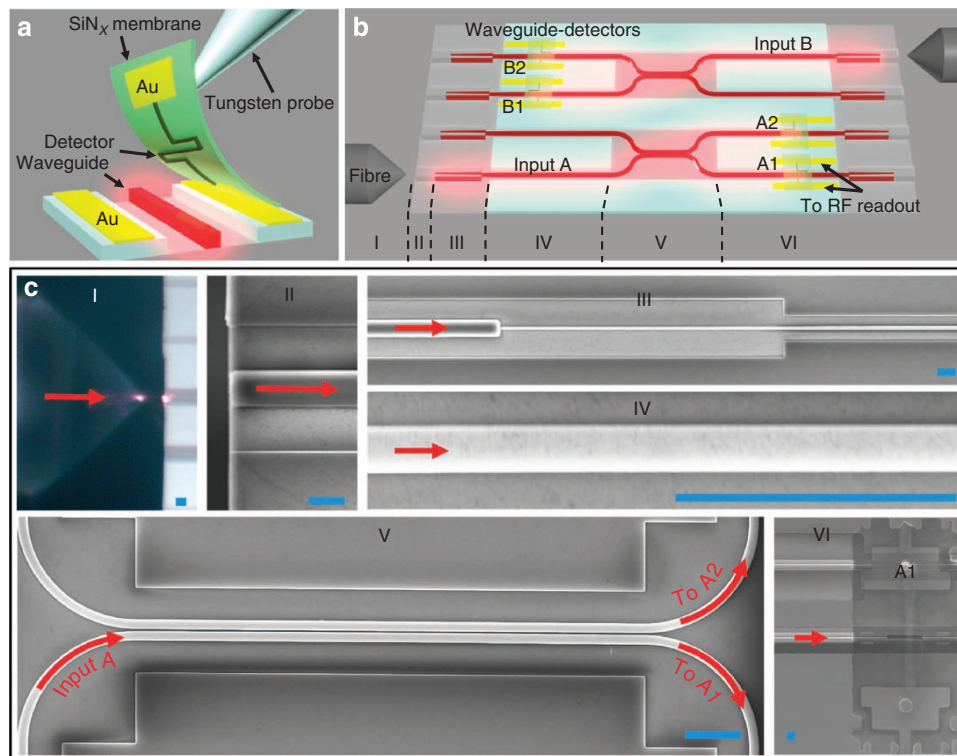 a
SiNX membrane
Au
Tungsten probe
Detector
Waveguide
Au
b
Waveguide-detectors
Input B
B2
B1
A2
Input A
A1
Fibre
To RF readout
I
II
III
IV
V
VI
c
I
II
III
IV
V
Input A
To A2
To A1
VI
A1